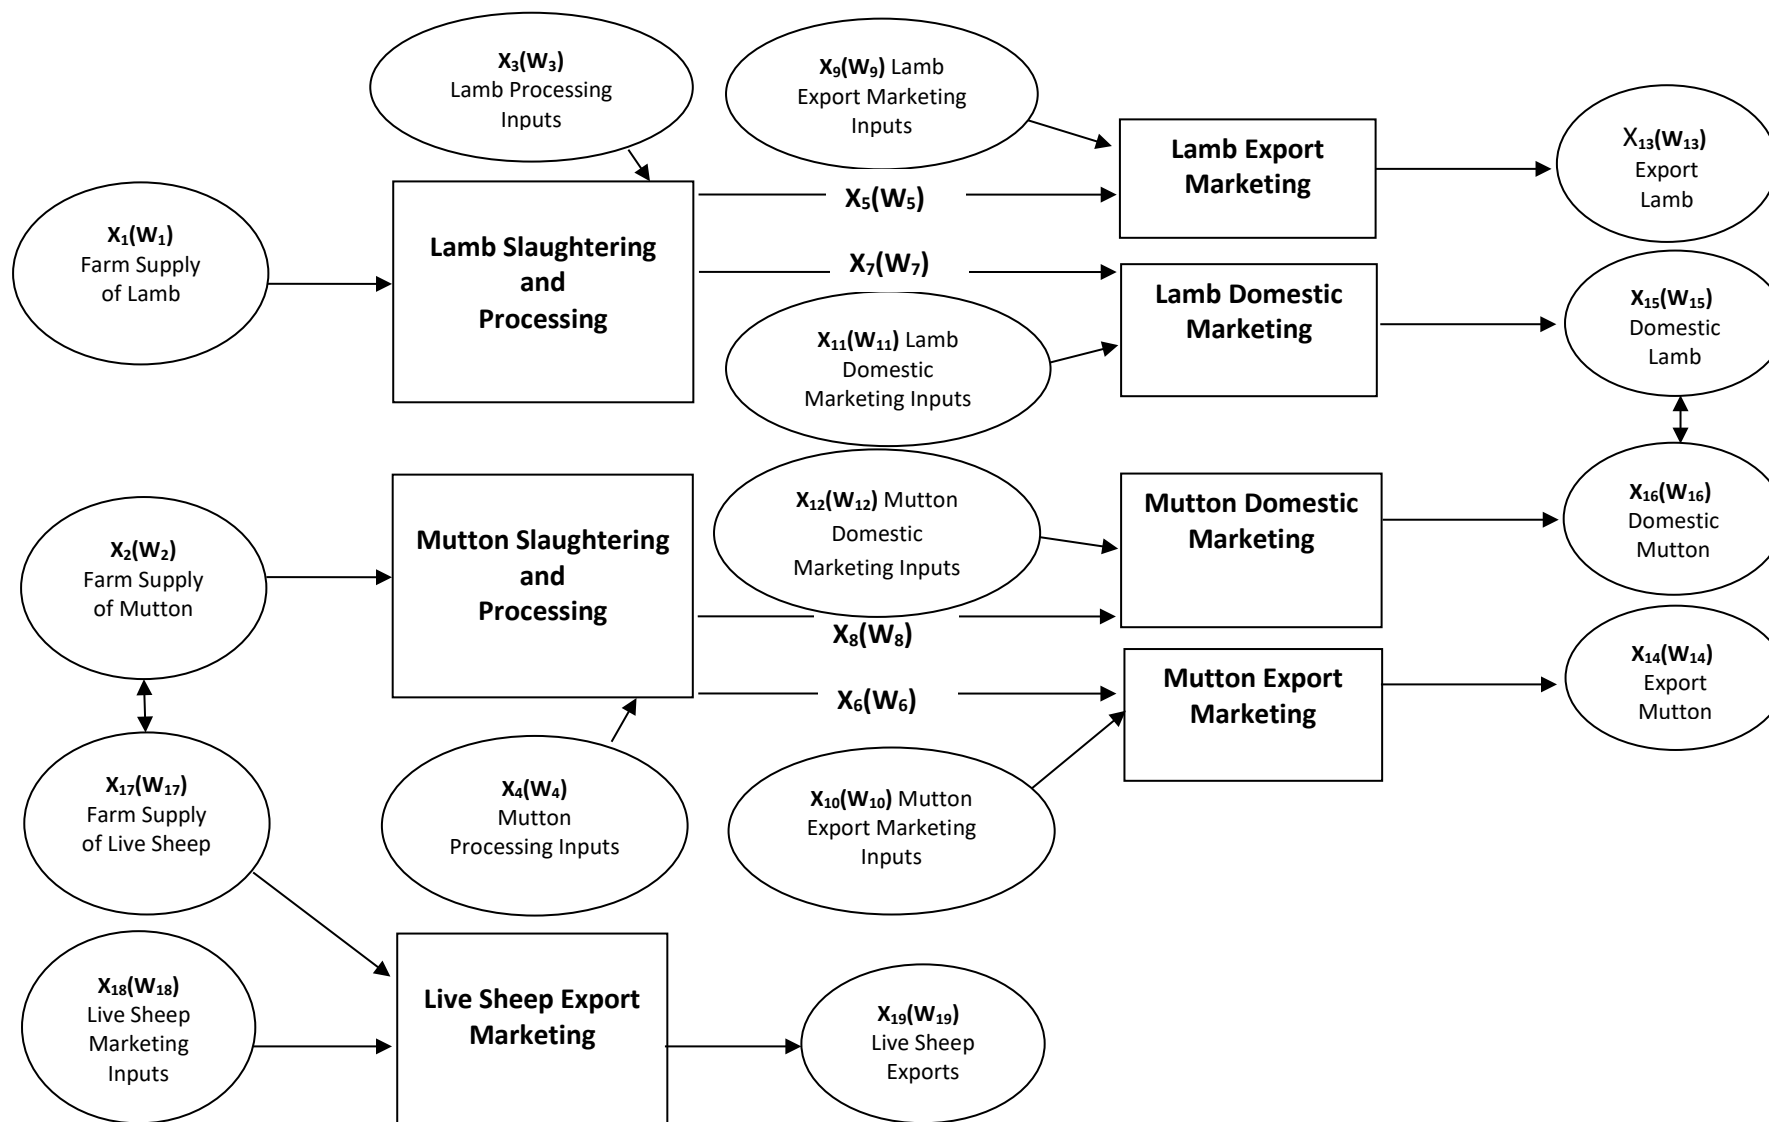 X₃(W₃)
Lamb Processing
Inputs
X₉(W₉) Lamb
Export Marketing
Inputs
Lamb Export
Marketing
X₁₃(W₁₃)
Export
Lamb
X₁(W₁)
Farm Supply
of Lamb
Lamb Slaughtering
and
Processing
X₅(W₅)
X₇(W₇)
Lamb Domestic
Marketing
X₁₅(W₁₅)
Domestic
Lamb
X₁₁(W₁₁) Lamb
Domestic
Marketing Inputs
X₂(W₂)
Farm Supply
of Mutton
Mutton Slaughtering
and
Processing
X₁₂(W₁₂) Mutton
Domestic
Marketing Inputs
Mutton Domestic
Marketing
X₁₆(W₁₆)
Domestic
Mutton
X₈(W₈)
X₆(W₆)
Mutton Export
Marketing
X₁₄(W₁₄)
Export
Mutton
X₁₇(W₁₇)
Farm Supply
of Live Sheep
X₄(W₄)
Mutton
Processing Inputs
X₁₀(W₁₀) Mutton
Export Marketing
Inputs
X₁₈(W₁₈)
Live Sheep
Marketing
Inputs
Live Sheep Export
Marketing
X₁₉(W₁₉)
Live Sheep
Exports